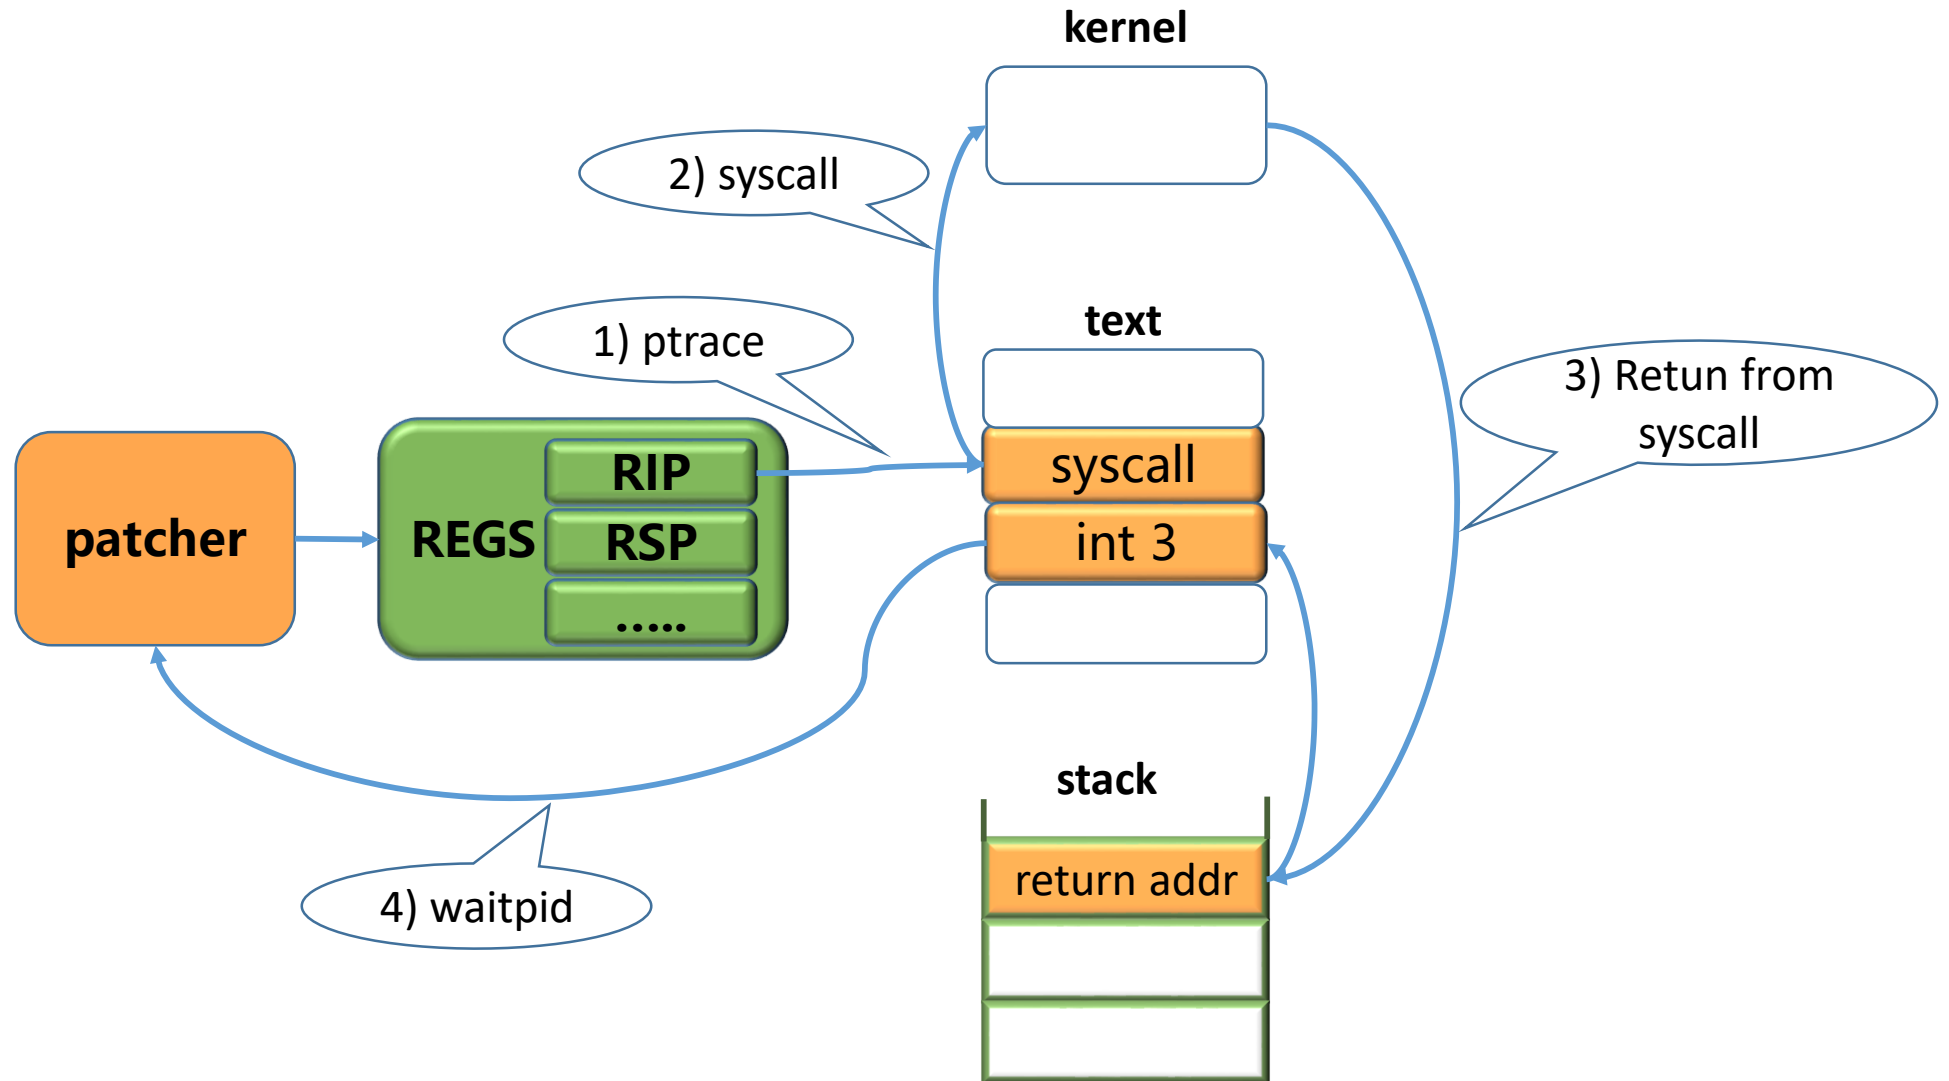 kernel
2) syscall
text
1) ptrace
3) Retun from
syscall
patcher
REGS
RIP
RSP
.....
syscall
int 3
stack
return addr
4) waitpid